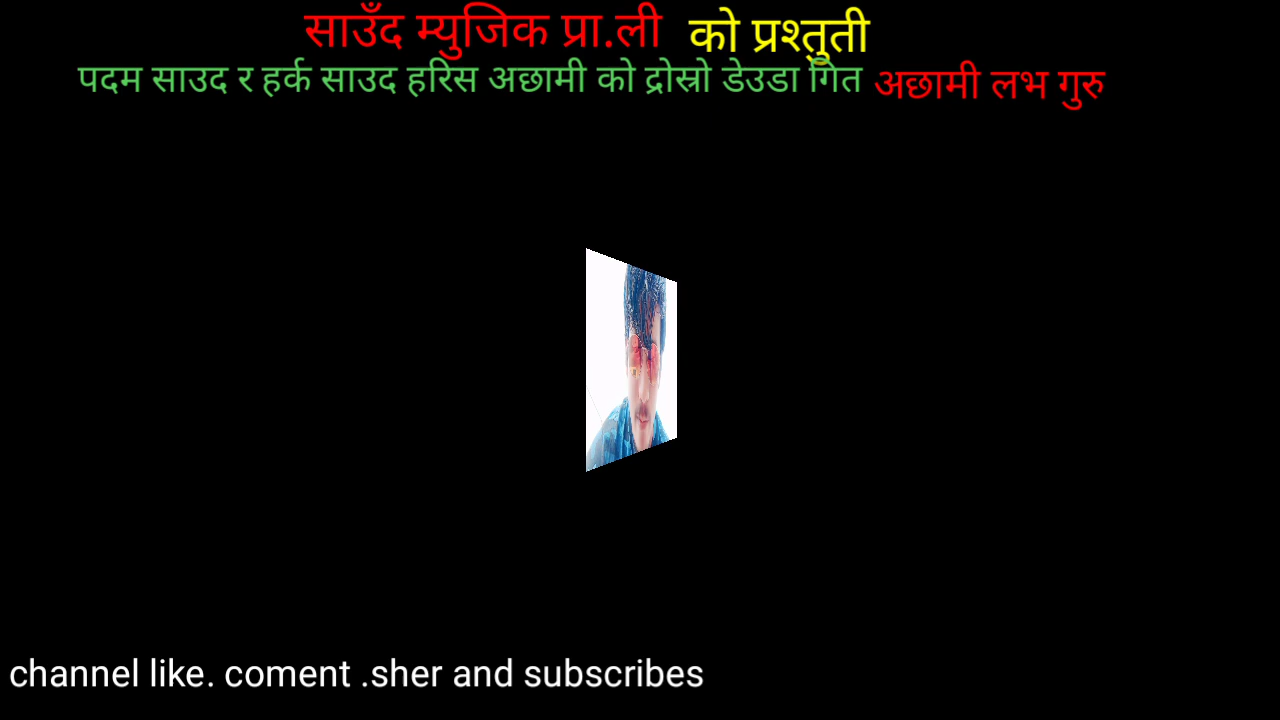 साउँद म्युजिक प्रा.ली को प्रश्तुती
पदम साउद र हर्क साउद हरिस अछामी को द्रोस्रो डेउडा गित अछामी लभ गुरु
channel like. coment .sher and subscribes